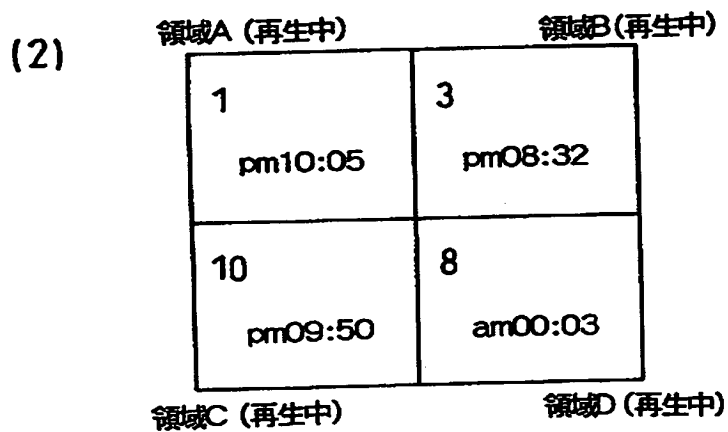 (2)
領域A (再生中) 領域B (再生中)
1 3
pm10:05 pm08:32
10 8
pm09:50 am00:03
領域C (再生中) 領域D (再生中)